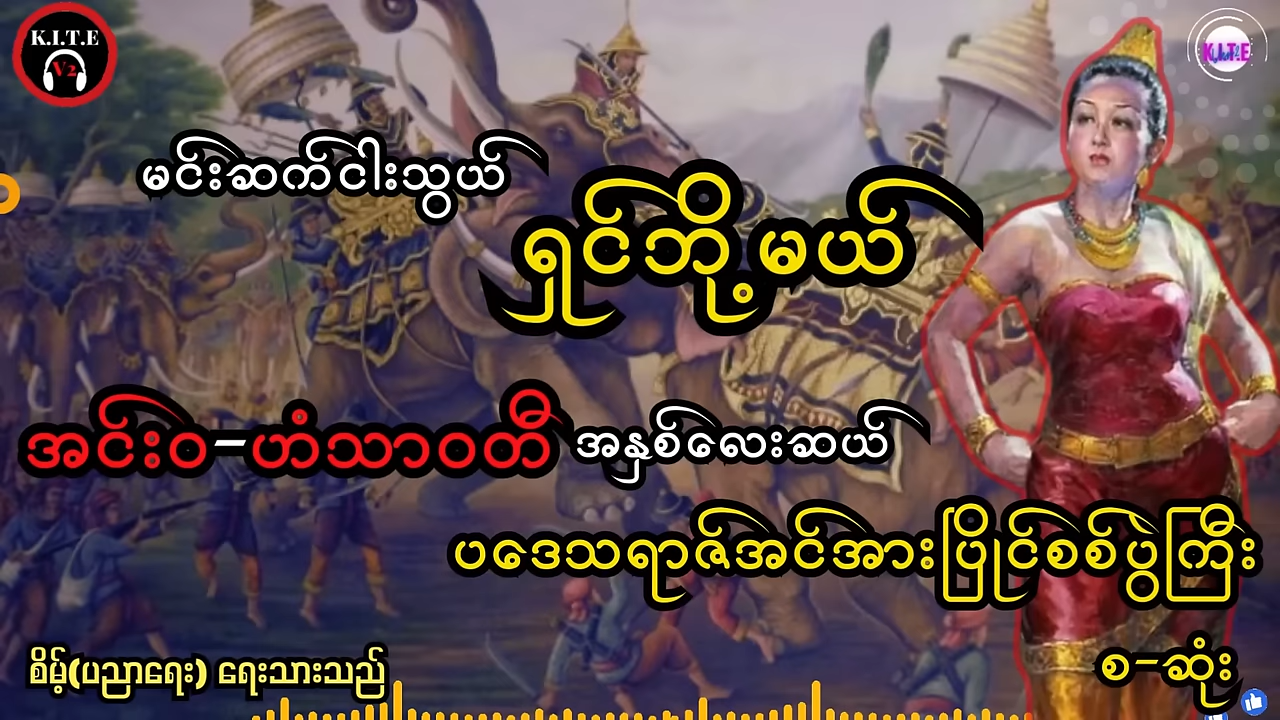 K.I.T.E
V2
K.I.T.E
မင်းဆက်ငါးသွယ်
ရှင်ဘို့မယ်
အင်းဝ-ဟံသာဝတီ အနှစ်လေးဆယ်
ပဒေသရာဇ်အင်အားပြိုင်စစ်ပွဲကြီး
စိမ့်(ပညာရေး) ရေးသားသည်
စ-ဆုံး